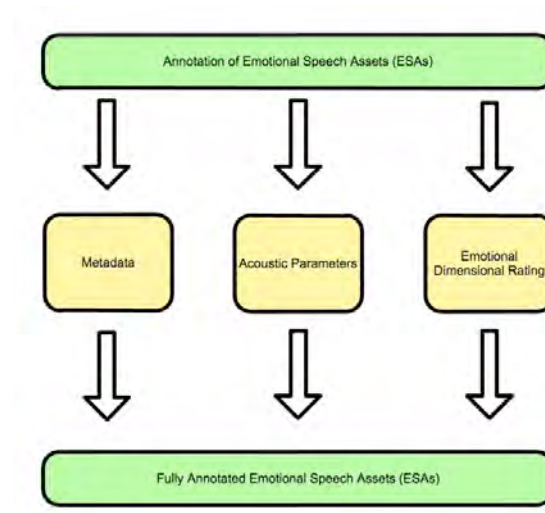 Annotation of Emotional Speech Assets (ESAs)
Metadata
Acoustic Parameters
Emotional
Dimensional Rating
Fully Annotated Emotional Speech Assets (ESAs)